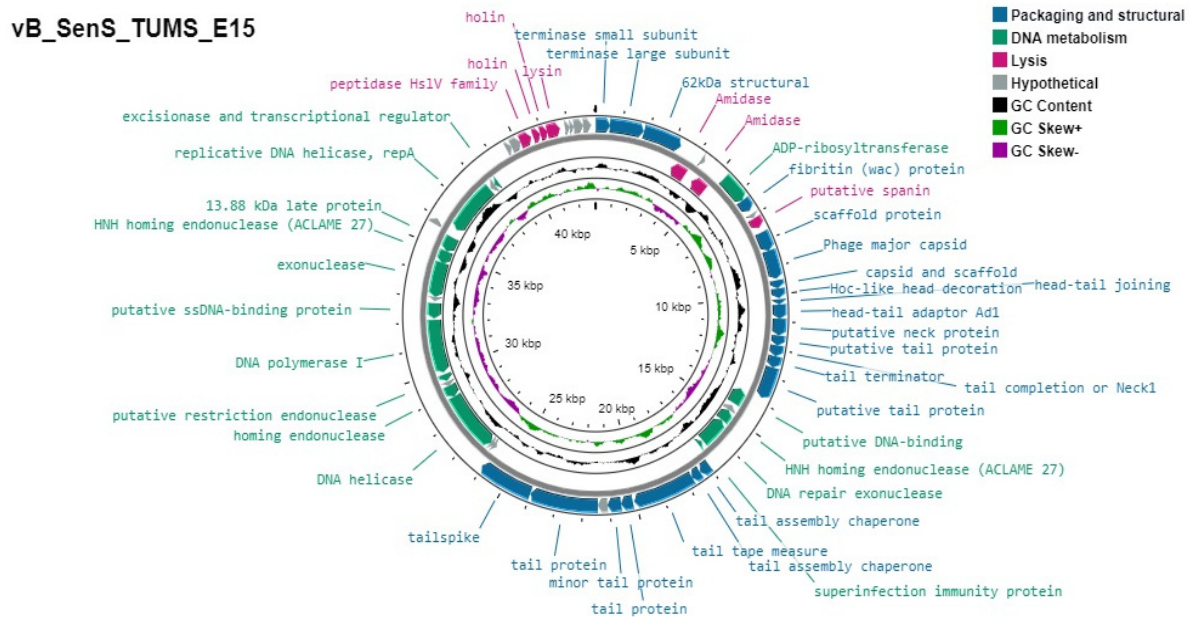 vB_SenS_TUMS_E15
Packaging and structural
DNA metabolism
Lysis
Hypothetical
GC Content
GC Skew+
GC Skew-
holin
terminase small subunit
terminase large subunit
holin
lysin
peptidase HslV family
62kDa structural
Amidase
Amidase
excisionase and transcriptional regulator
ADP-ribosyltransferase
replicative DNA helicase, repA
fibritin (wac) protein
putative spanin
13.88 kDa late protein
scaffold protein
HNH homing endonuclease (ACLAME 27)
Phage major capsid
exonuclease
capsid and scaffold
head-tail joining
Hoc-like head decoration
putative ssDNA-binding protein
head-tail adaptor Ad1
putative neck protein
putative tail protein
DNA polymerase I
tail terminator
tail completion or Neck1
putative restriction endonuclease
putative tail protein
homing endonuclease
putative DNA-binding
HNH homing endonuclease (ACLAME 27)
DNA helicase
DNA repair exonuclease
tail assembly chaperone
tailspike
tail tape measure
tail protein
tail assembly chaperone
minor tail protein
superinfection immunity protein
tail protein
40 kbp
5 kbp
35 kbp
10 kbp
30 kbp
15 kbp
25 kbp
20 kbp